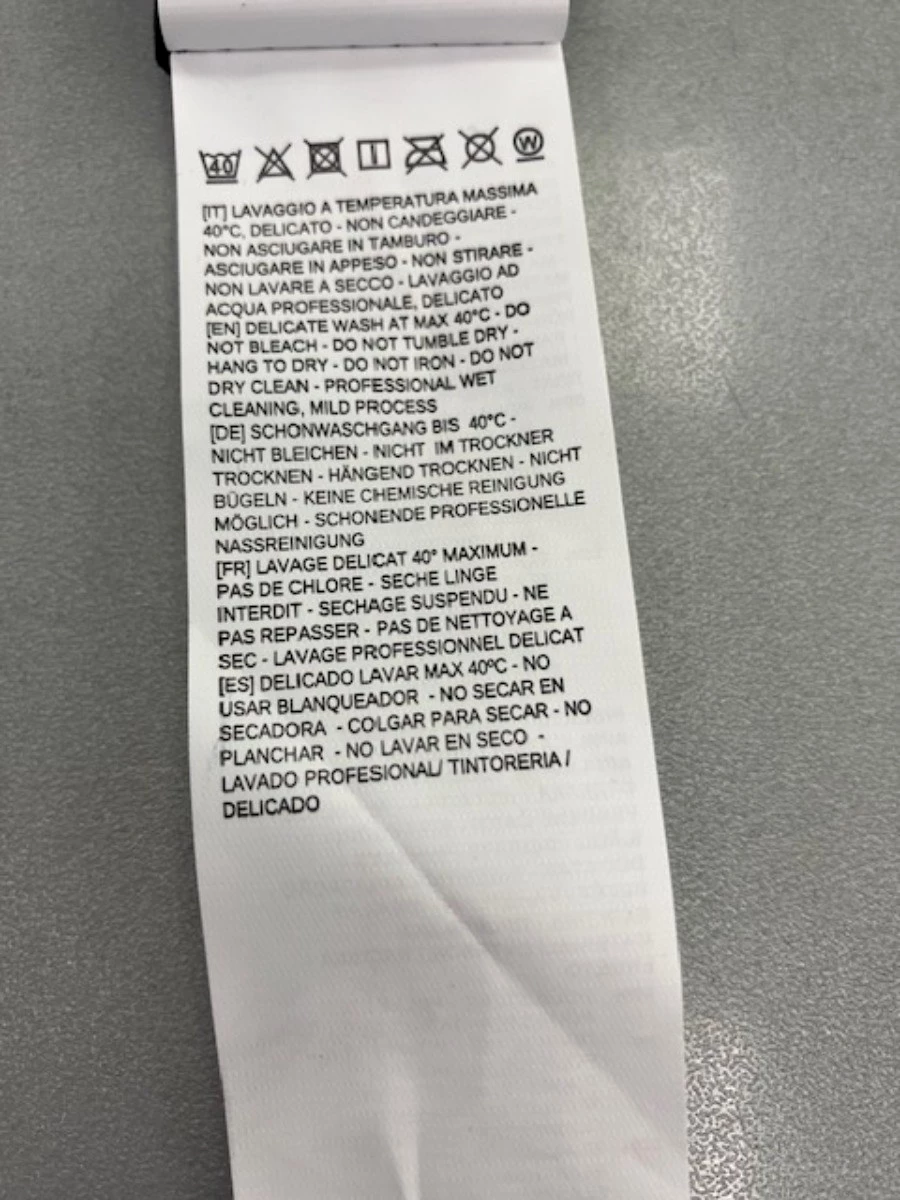 40 W
[IT] LAVAGGIO A TEMPERATURA MASSIMA
40°C, DELICATO - NON CANDEGGIARE -
NON ASCIUGARE IN TAMBURO -
ASCIUGARE IN APPESO - NON STIRARE -
NON LAVARE A SECCO - LAVAGGIO AD
ACQUA PROFESSIONALE, DELICATO
[EN] DELICATE WASH AT MAX 40°C - DO
NOT BLEACH - DO NOT TUMBLE DRY -
HANG TO DRY - DO NOT IRON - DO NOT
DRY CLEAN - PROFESSIONAL WET
CLEANING, MILD PROCESS
[DE] SCHONWASCHGANG BIS 40°C -
NICHT BLEICHEN - NICHT IM TROCKNER
TROCKNEN - HÄNGEND TROCKNEN - NICHT
BÜGELN - KEINE CHEMISCHE REINIGUNG
MÖGLICH - SCHONENDE PROFESSIONELLE
NASSREINIGUNG
[FR] LAVAGE DELICAT 40° MAXIMUM -
PAS DE CHLORE - SECHE LINGE
INTERDIT - SECHAGE SUSPENDU - NE
PAS REPASSER - PAS DE NETTOYAGE A
SEC - LAVAGE PROFESSIONNEL DELICAT
[ES] DELICADO LAVAR MAX 40ºC - NO
USAR BLANQUEADOR - NO SECAR EN
SECADORA - COLGAR PARA SECAR - NO
PLANCHAR - NO LAVAR EN SECO -
LAVADO PROFESIONAL/ TINTORERIA /
DELICADO